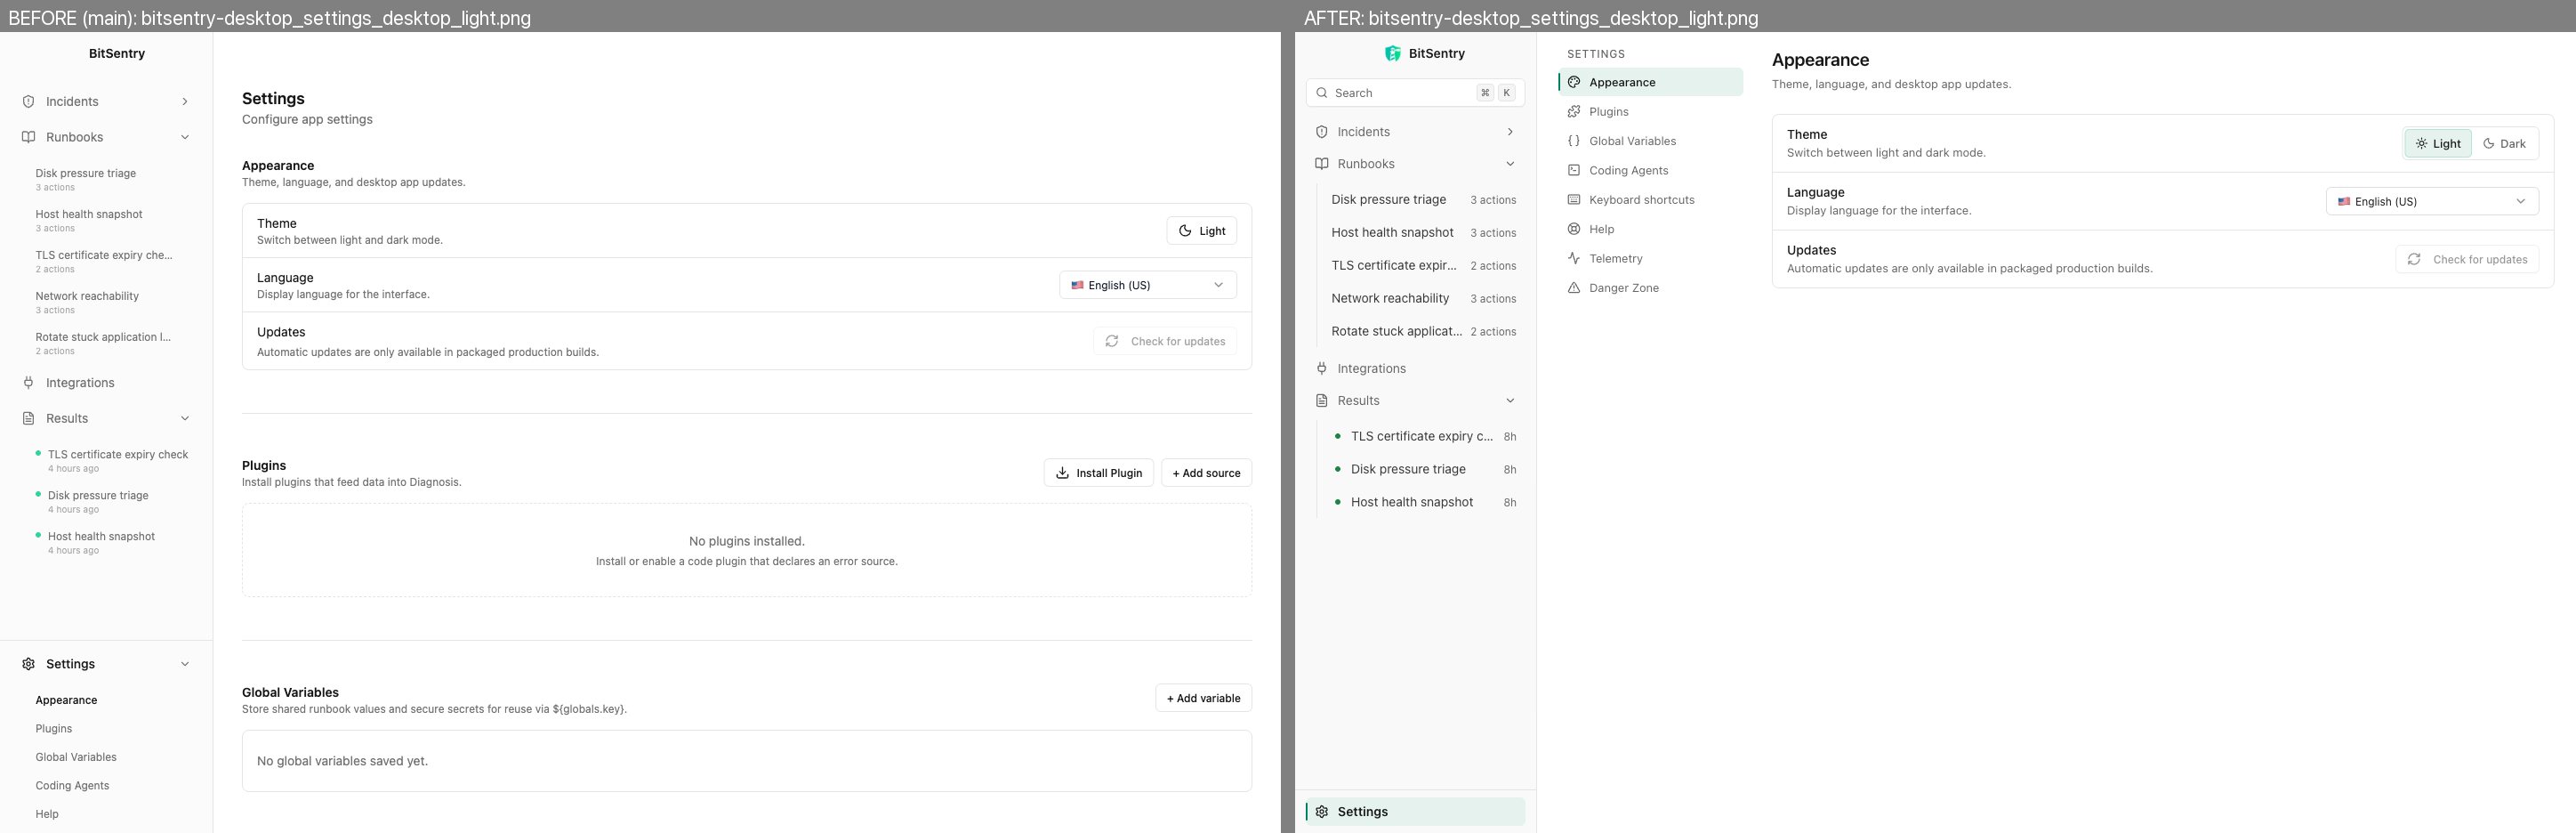 BEFORE (main): bitsentry-desktop_settings_desktop_light.png
BitSentry
Incidents
Runbooks
Disk pressure triage
3 actions
Host health snapshot
3 actions
TLS certificate expiry che...
2 actions
Network reachability
3 actions
Rotate stuck application l...
2 actions
Integrations
Results
TLS certificate expiry check
4 hours ago
Disk pressure triage
4 hours ago
Host health snapshot
4 hours ago
Settings
Appearance
Plugins
Global Variables
Coding Agents
Help
Settings
Configure app settings
Appearance
Theme, language, and desktop app updates.
Theme
Switch between light and dark mode.
Light
Language
Display language for the interface.
English (US)
Updates
Automatic updates are only available in packaged production builds.
Check for updates
Plugins
Install plugins that feed data into Diagnosis.
Install Plugin
+ Add source
No plugins installed.
Install or enable a code plugin that declares an error source.
Global Variables
Store shared runbook values and secure secrets for reuse via ${globals.key}.
+ Add variable
No global variables saved yet.
AFTER: bitsentry-desktop_settings_desktop_light.png
BitSentry
Search ⌘ K
Incidents
Runbooks
Disk pressure triage 3 actions
Host health snapshot 3 actions
TLS certificate expir... 2 actions
Network reachability 3 actions
Rotate stuck applicat... 2 actions
Integrations
Results
TLS certificate expiry c... 8h
Disk pressure triage 8h
Host health snapshot 8h
Settings
SETTINGS
Appearance
Plugins
Global Variables
Coding Agents
Keyboard shortcuts
Help
Telemetry
Danger Zone
Appearance
Theme, language, and desktop app updates.
Theme
Switch between light and dark mode.
Light
Dark
Language
Display language for the interface.
English (US)
Updates
Automatic updates are only available in packaged production builds.
Check for updates